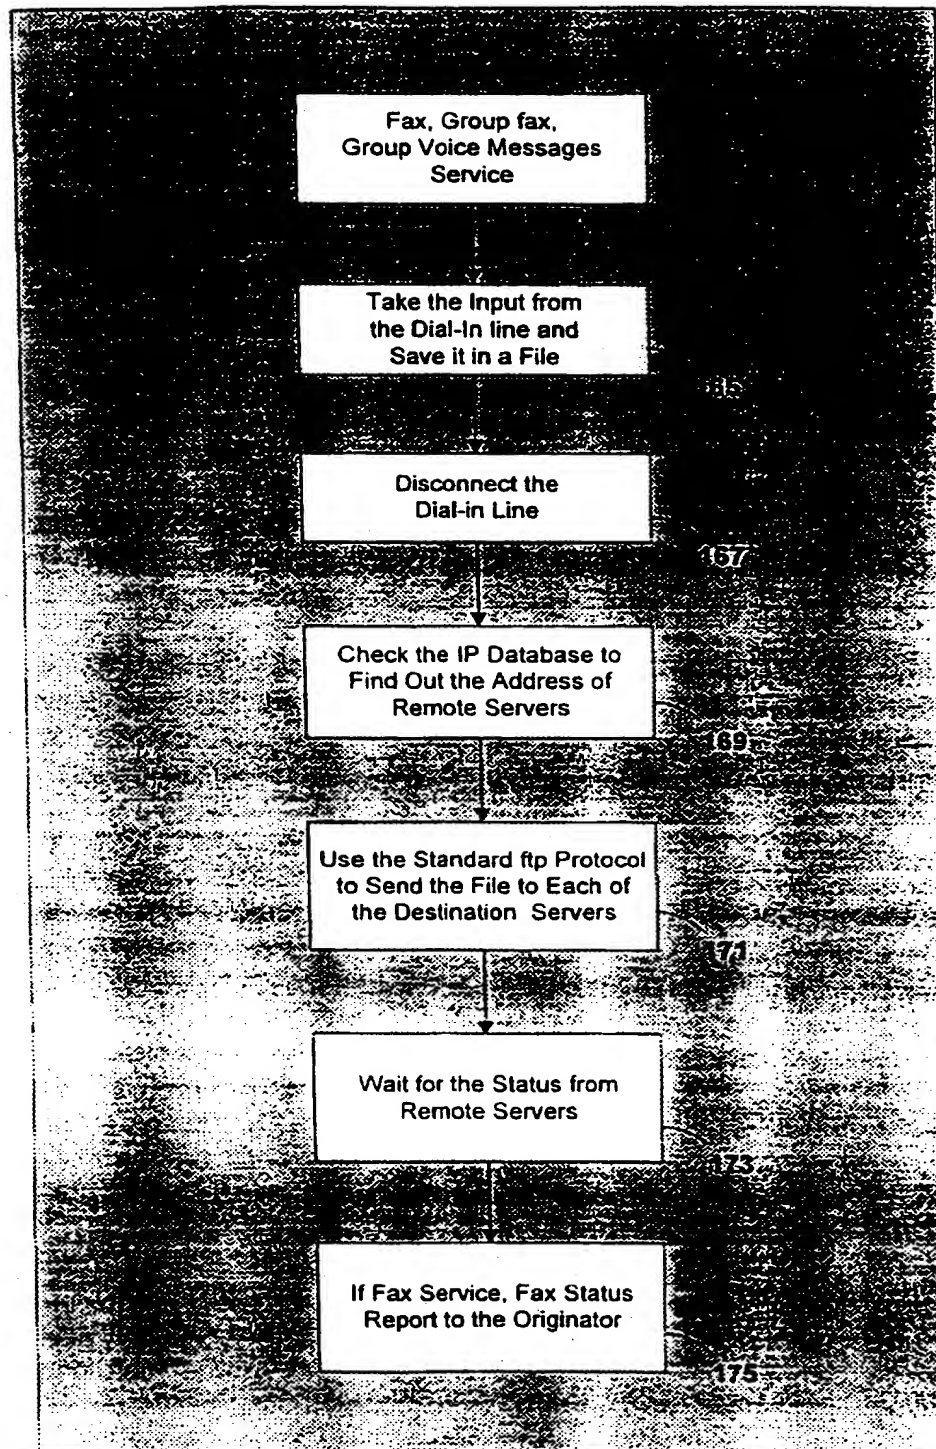 Fax, Group fax,
Group Voice Messages
Service
Take the Input from
the Dial-In line and
Save it in a File
Disconnect the
Dial-in Line
167
Check the IP Database to
Find Out the Address of
Remote Servers
169
Use the Standard ftp Protocol
to Send the File to Each of
the Destination Servers
171
Wait for the Status from
Remote Servers
173
If Fax Service, Fax Status
Report to the Originator
175